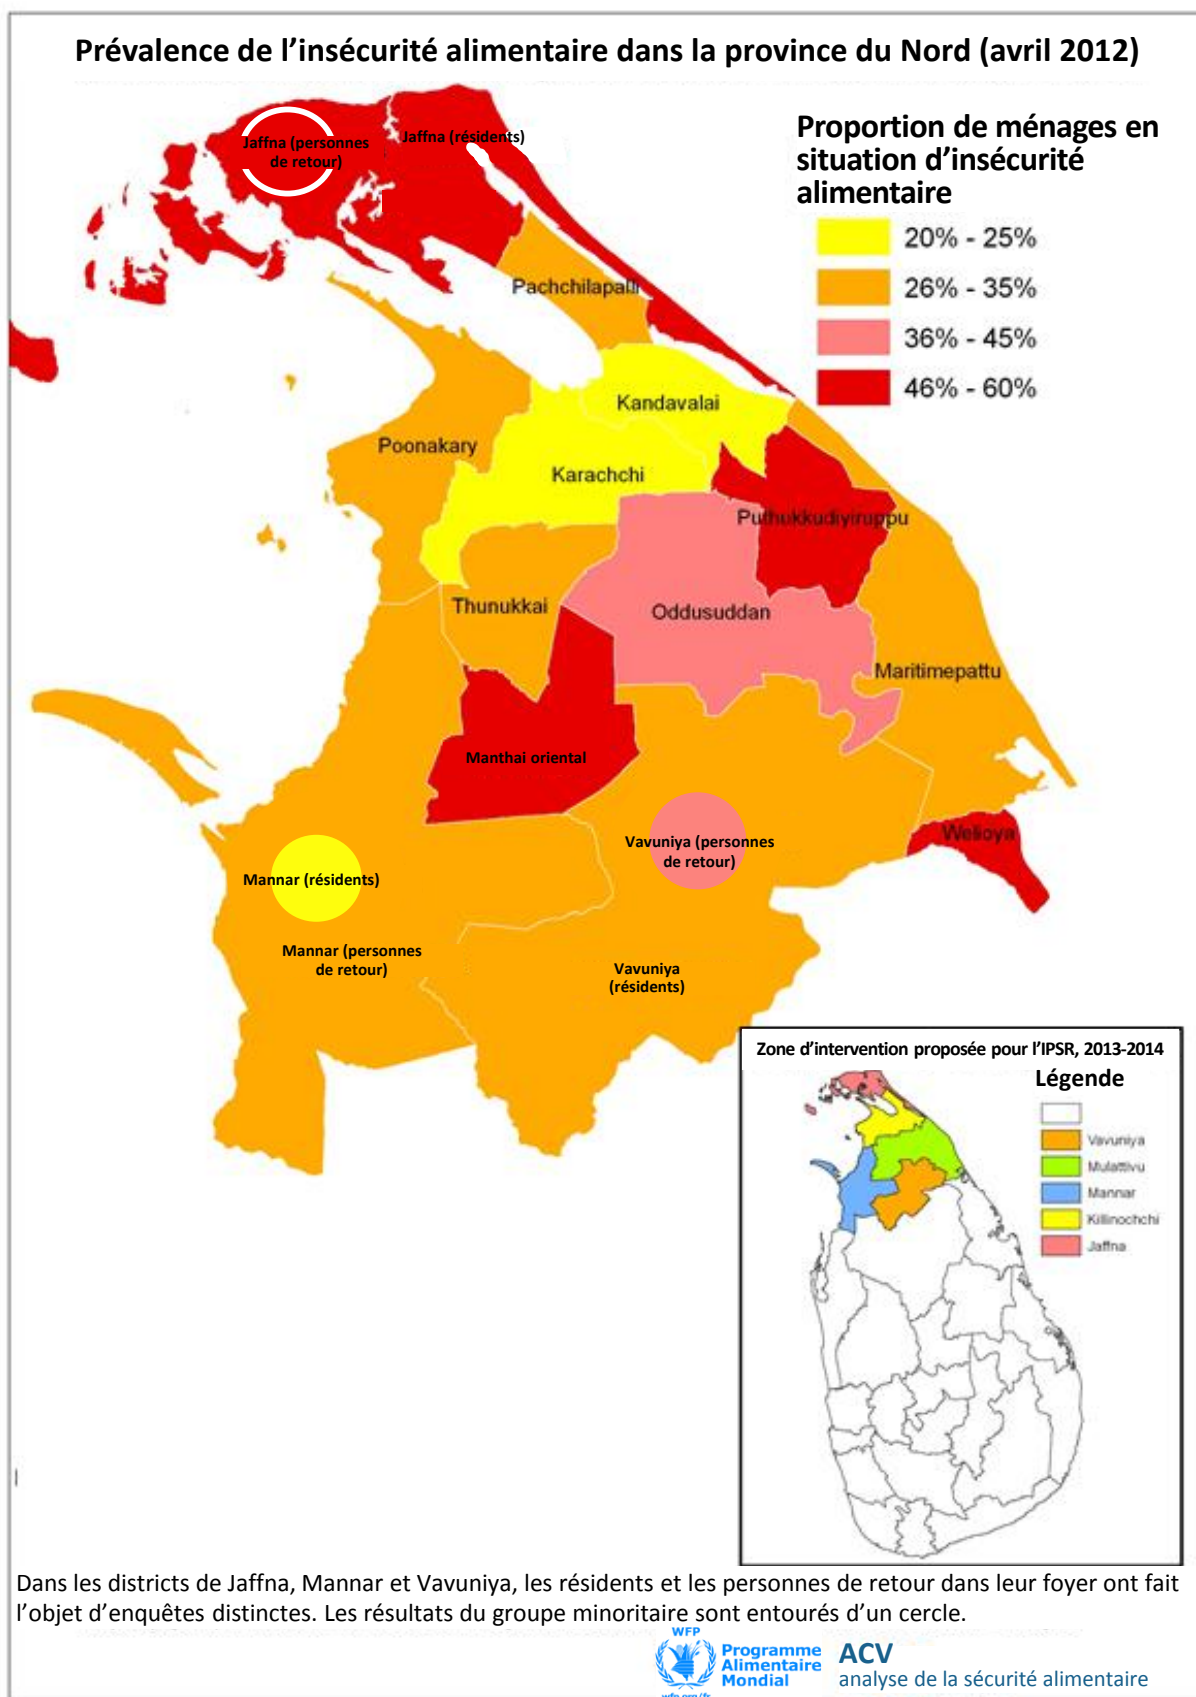 Prévalence de l’insécurité alimentaire dans la province du Nord (avril 2012)
Jaffna (personnes
de retour)
Jaffna (résidents)
Proportion de ménages en
situation d’insécurité
alimentaire
20% - 25%
26% - 35%
36% - 45%
46% - 60%
Pachchilapalli
Kandavalai
Poonakary
Karachchi
Puthukkudiyiruppu
Thunukkai
Oddusuddan
Maritimepattu
Manthai oriental
Welioya
Vavuniya (personnes
de retour)
Mannar (résidents)
Mannar (personnes
de retour)
Vavuniya
(résidents)
Zone d’intervention proposée pour l’IPSR, 2013-2014
Légende
Vavuniya
Mulattivu
Mannar
Killinochchi
Jaffna
Dans les districts de Jaffna, Mannar et Vavuniya, les résidents et les personnes de retour dans leur foyer ont fait
l’objet d’enquêtes distinctes. Les résultats du groupe minoritaire sont entourés d’un cercle.
WFP
Programme
Alimentaire
Mondial
wfp.org/fr
ACV
analyse de la sécurité alimentaire